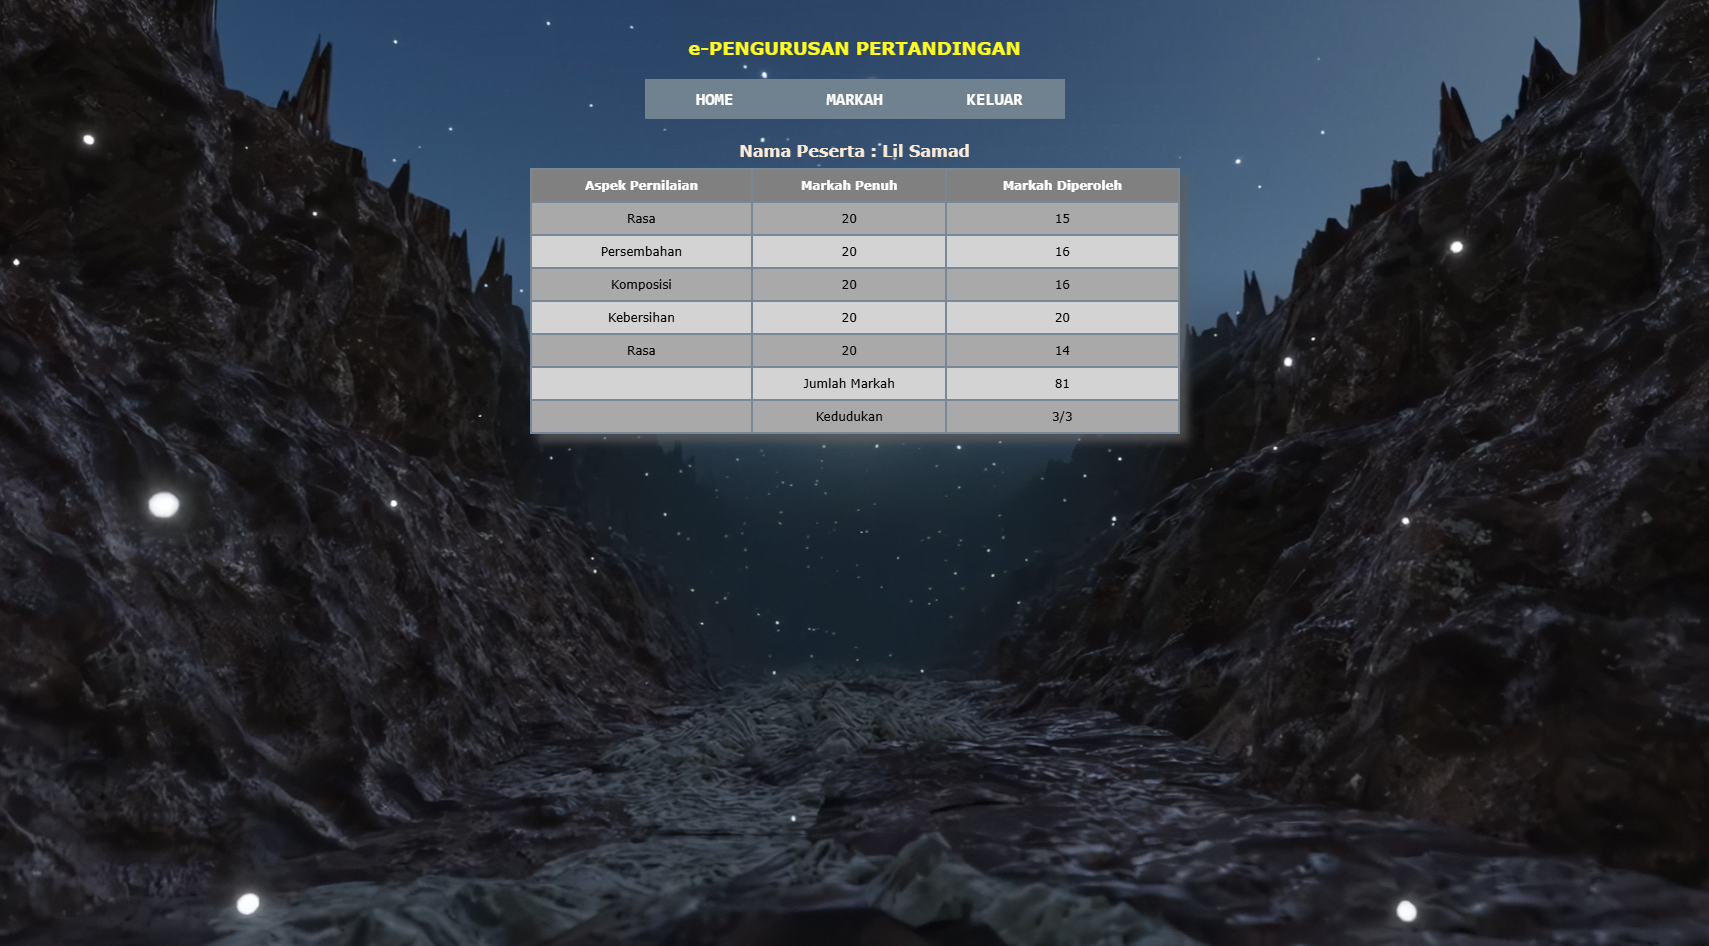 e-PENGURUSAN PERTANDINGAN
HOME MARKAH KELUAR
Nama Peserta : Lil Samad
Aspek Pernilaian Markah Penuh Markah Diperoleh
Rasa 20 15
Persembahan 20 16
Komposisi 20 16
Kebersihan 20 20
Rasa 20 14
Jumlah Markah 81
Kedudukan 3/3